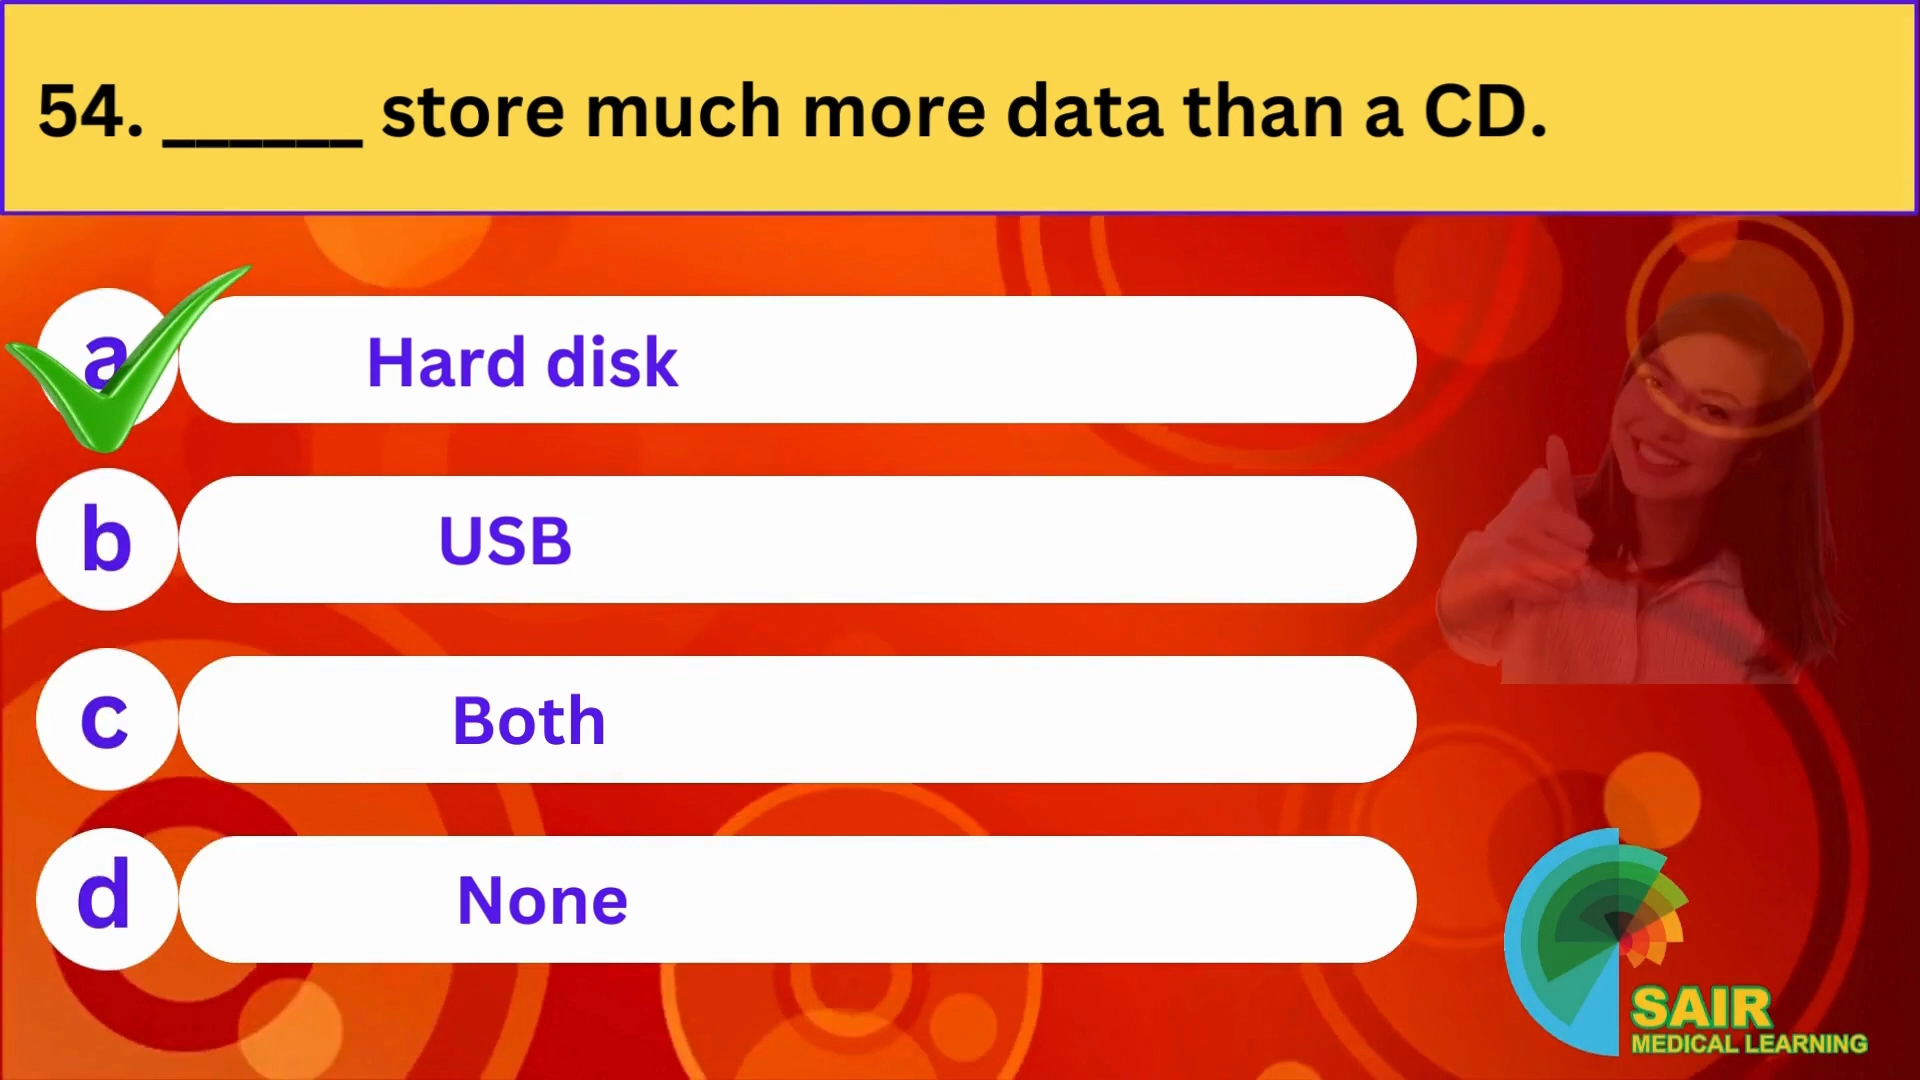 54. ______ store much more data than a CD.
a Hard disk
b USB
c Both
d None
SAIR
MEDICAL LEARNING